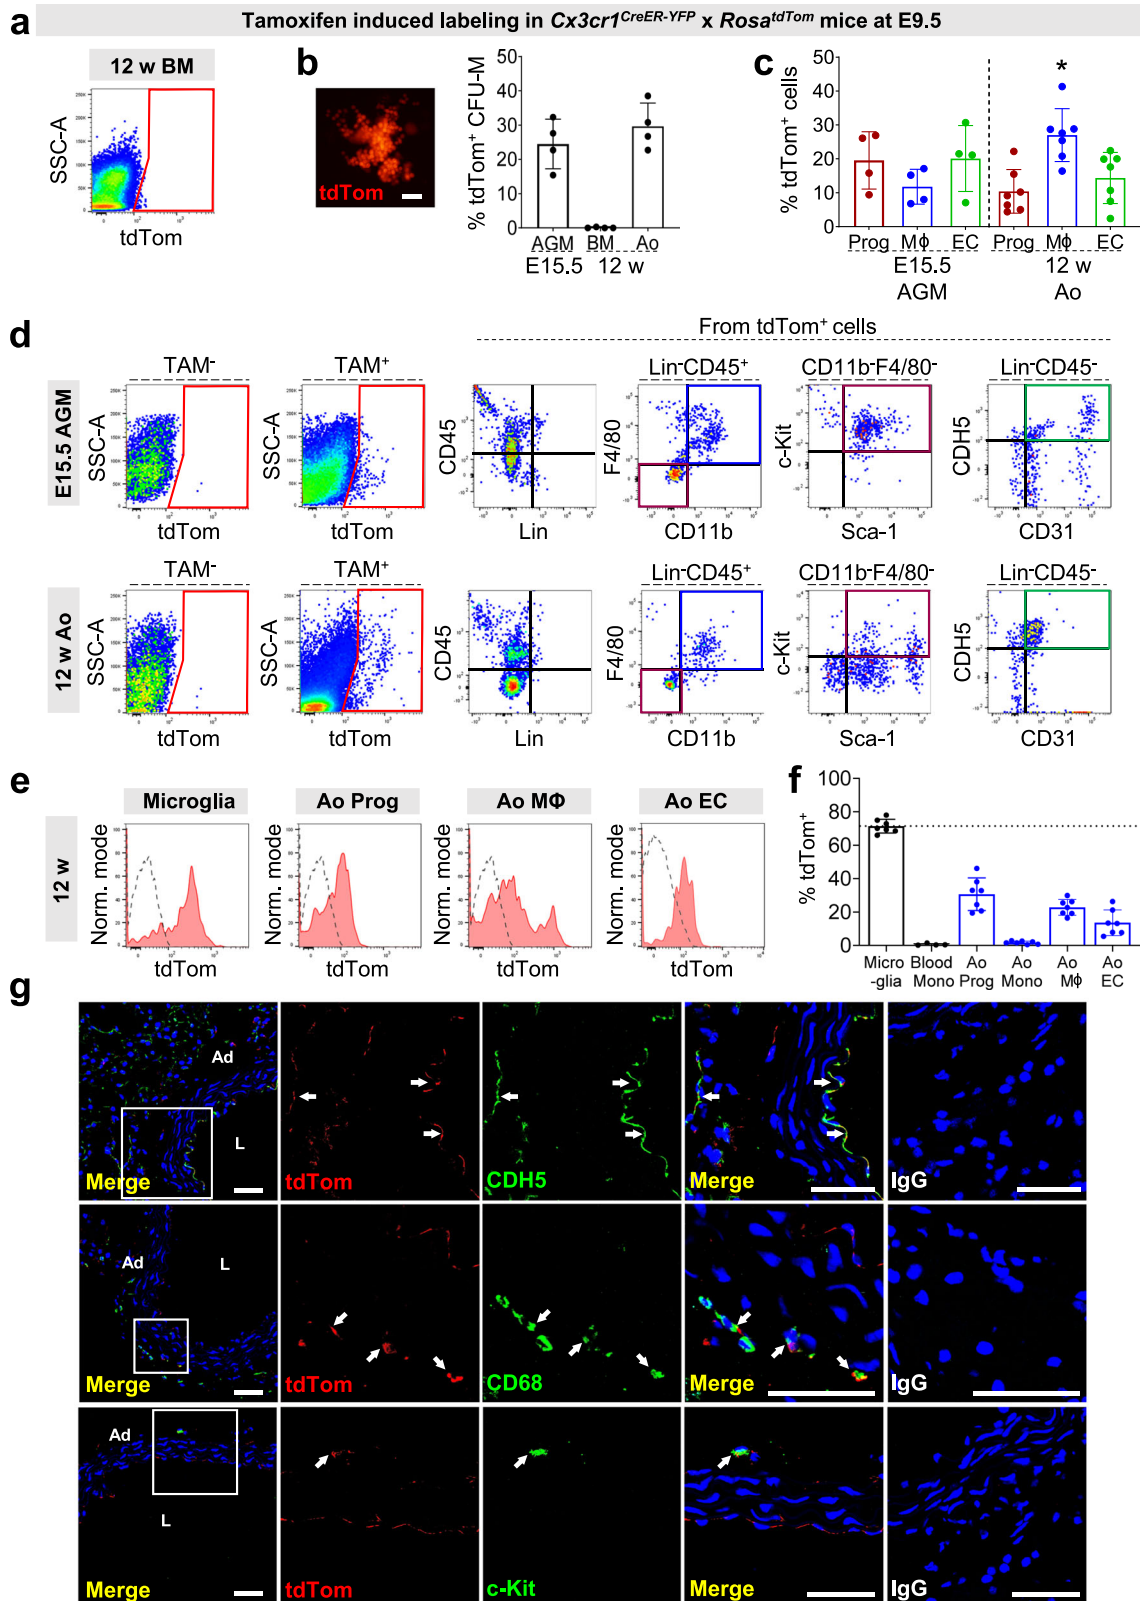 a
Tamoxifen induced labeling in Cx3cr1^CreER-YFP x Rosa^tdTom mice at E9.5
12 w BM
SSC-A
tdTom
b
tdTom
% tdTom⁺ CFU-M
50
40
30
20
10
0
AGM BM Ao
E15.5 12 w
c
*
% tdTom⁺ cells
50
40
30
20
10
0
Prog Mϕ EC Prog Mϕ EC
E15.5 12 w
AGM Ao
d
From tdTom⁺ cells
TAM⁻ TAM⁺ Lin⁻CD45⁺ CD11b⁻F4/80⁻ Lin⁻CD45⁻
E15.5 AGM
SSC-A SSC-A CD45 F4/80 c-Kit CDH5
tdTom tdTom Lin CD11b Sca-1 CD31
TAM⁻ TAM⁺ Lin⁻CD45⁺ CD11b⁻F4/80⁻ Lin⁻CD45⁻
12 w Ao
SSC-A SSC-A CD45 F4/80 c-Kit CDH5
tdTom tdTom Lin CD11b Sca-1 CD31
e
Microglia Ao Prog Ao MΦ Ao EC
12 w
Norm. mode Norm. mode Norm. mode Norm. mode
tdTom tdTom tdTom tdTom
f
% tdTom⁺
100
80
60
40
20
0
Micro Blood Ao Ao Ao Ao
-glia Mono Prog Mono Mϕ EC
g
Ad
L
Merge tdTom CDH5 Merge IgG
Ad L
Merge tdTom CD68 Merge IgG
Ad
L
Merge tdTom c-Kit Merge IgG